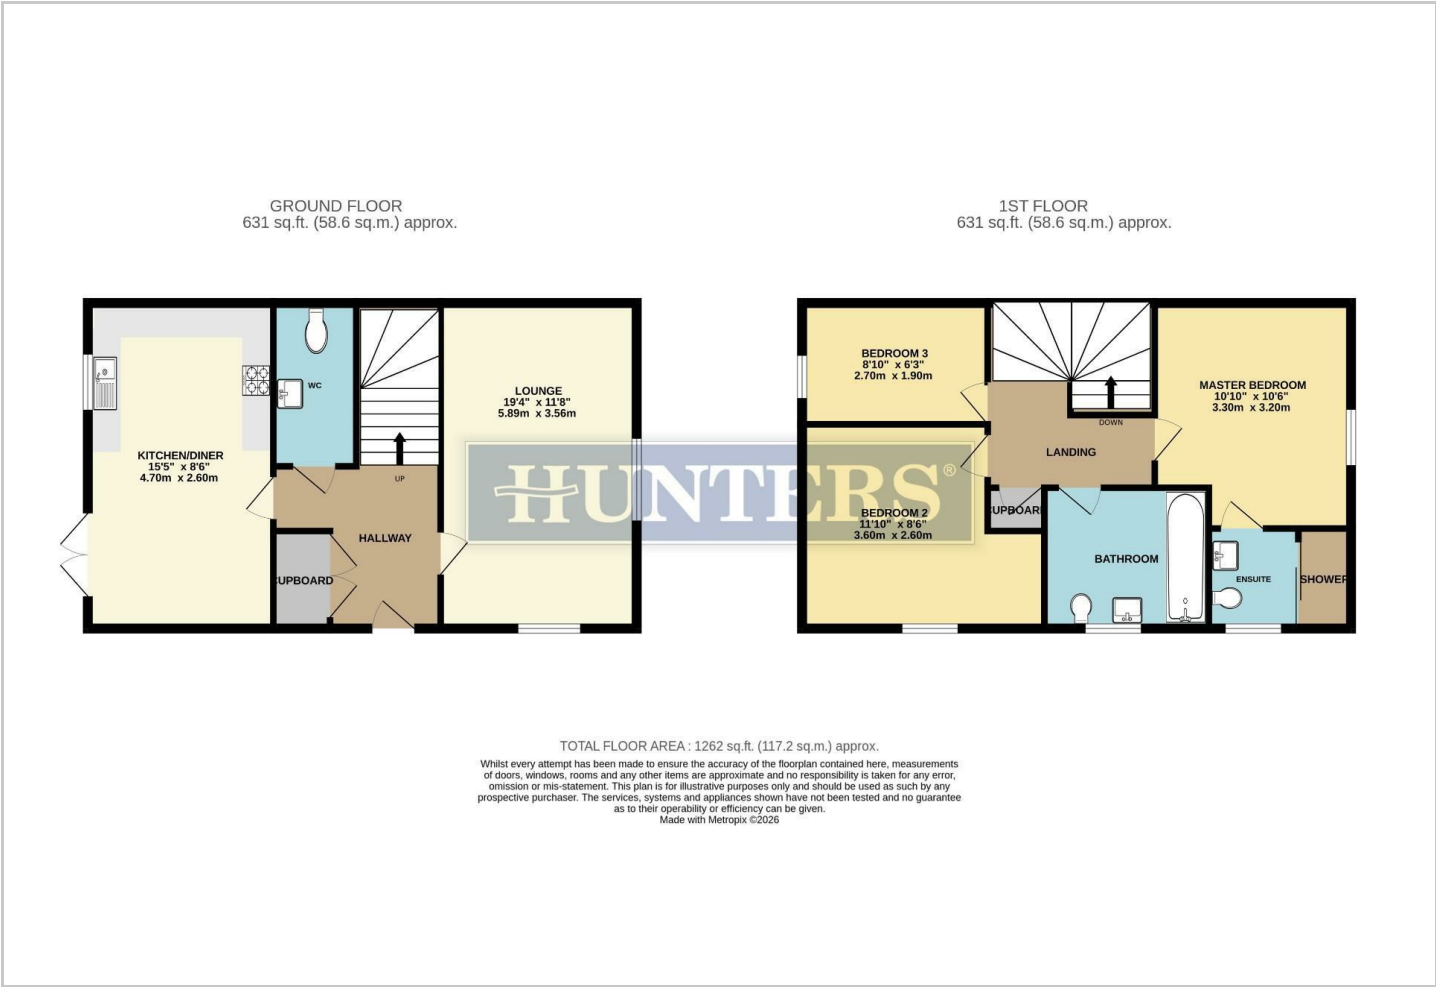 GROUND FLOOR
631 sq.ft. (58.6 sq.m.) approx.
1ST FLOOR
631 sq.ft. (58.6 sq.m.) approx.
KITCHEN/DINER
15'5" x 8'6"
4.70m x 2.60m
WC
UP
HALLWAY
CUPBOARD
LOUNGE
19'4" x 11'8"
5.89m x 3.56m
HUNTERS®
BEDROOM 3
8'10" x 6'3"
2.70m x 1.90m
MASTER BEDROOM
10'10" x 10'6"
3.30m x 3.20m
DOWN
LANDING
CUPBOARD
BEDROOM 2
11'10" x 8'6"
3.60m x 2.60m
BATHROOM
ENSUITE
SHOWER
TOTAL FLOOR AREA : 1262 sq.ft. (117.2 sq.m.) approx.
Whilst every attempt has been made to ensure the accuracy of the floorplan contained here, measurements
of doors, windows, rooms and any other items are approximate and no responsibility is taken for any error,
omission or mis-statement. This plan is for illustrative purposes only and should be used as such by any
prospective purchaser. The services, systems and appliances shown have not been tested and no guarantee
as to their operability or efficiency can be given.
Made with Metropix ©2026